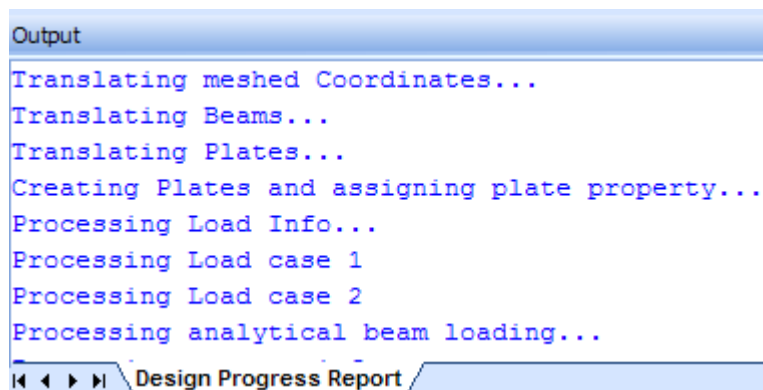 Output
Translating meshed Coordinates...
Translating Beams...
Translating Plates...
Creating Plates and assigning plate property...
Processing Load Info...
Processing Load case 1
Processing Load case 2
Processing analytical beam loading...
Design Progress Report